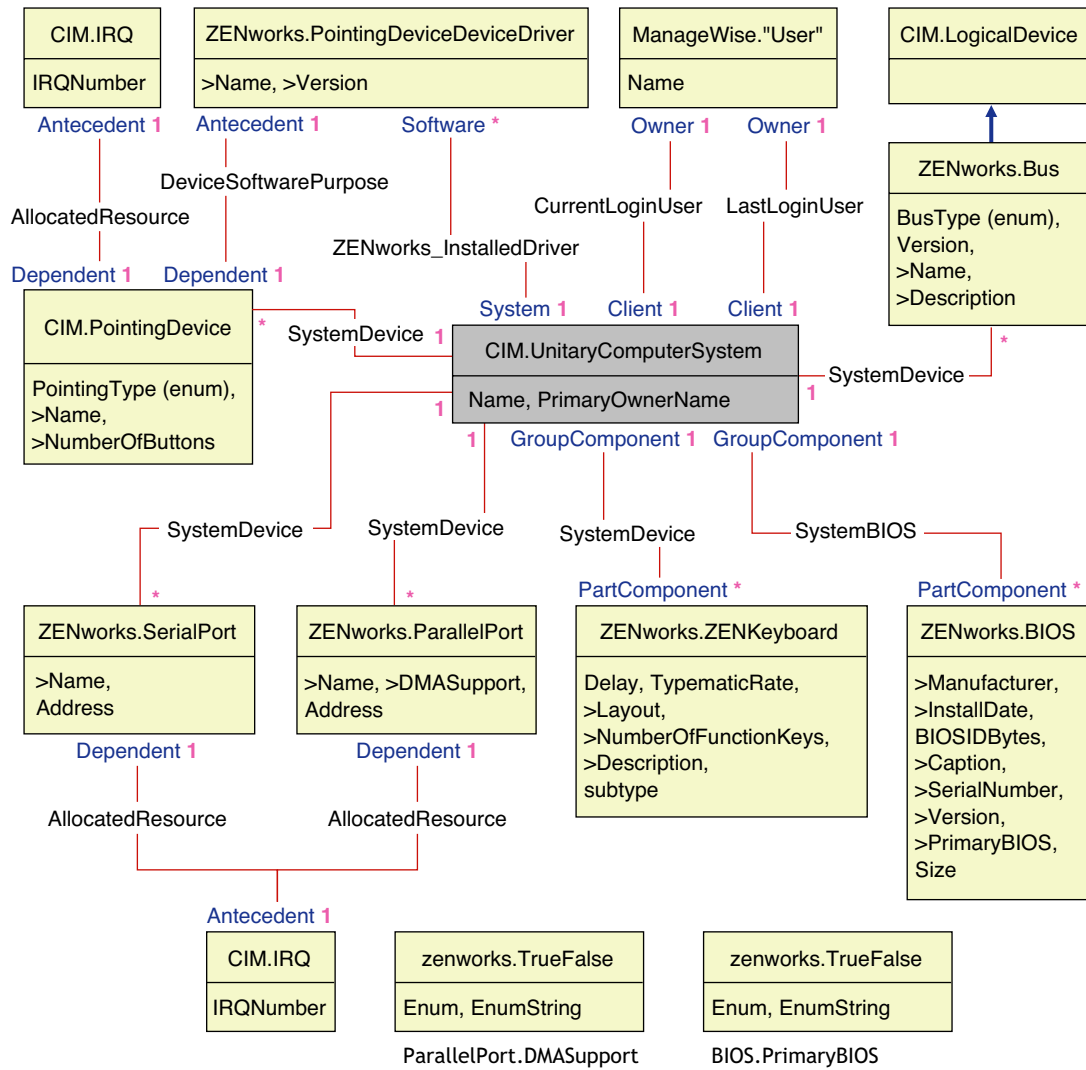 CIM.IRQ
IRQNumber
ZENworks.PointingDeviceDeviceDriver
>Name, >Version
ManageWise."User"
Name
CIM.LogicalDevice
Antecedent 1
Antecedent 1
Software *
Owner 1
Owner 1
DeviceSoftwarePurpose
AllocatedResource
CurrentLoginUser
LastLoginUser
ZENworks_InstalledDriver
ZENworks.Bus
BusType (enum),
Version,
>Name,
>Description
Dependent 1
Dependent 1
System 1
Client 1
Client 1
CIM.PointingDevice
PointingType (enum),
>Name,
>NumberOfButtons
*
SystemDevice
1
CIM.UnitaryComputerSystem
Name, PrimaryOwnerName
*
SystemDevice
1
1
1
GroupComponent 1
GroupComponent 1
SystemDevice
SystemDevice
SystemDevice
SystemBIOS
*
*
PartComponent *
PartComponent *
ZENworks.SerialPort
>Name,
Address
ZENworks.ParallelPort
>Name, >DMASupport,
Address
ZENworks.ZENKeyboard
Delay, TypematicRate,
>Layout,
>NumberOfFunctionKeys,
>Description,
subtype
ZENworks.BIOS
>Manufacturer,
>InstallDate,
BIOSIDBytes,
>Caption,
>SerialNumber,
>Version,
>PrimaryBIOS,
Size
Dependent 1
Dependent 1
AllocatedResource
AllocatedResource
Antecedent 1
CIM.IRQ
IRQNumber
zenworks.TrueFalse
Enum, EnumString
ParallelPort.DMASupport
zenworks.TrueFalse
Enum, EnumString
BIOS.PrimaryBIOS